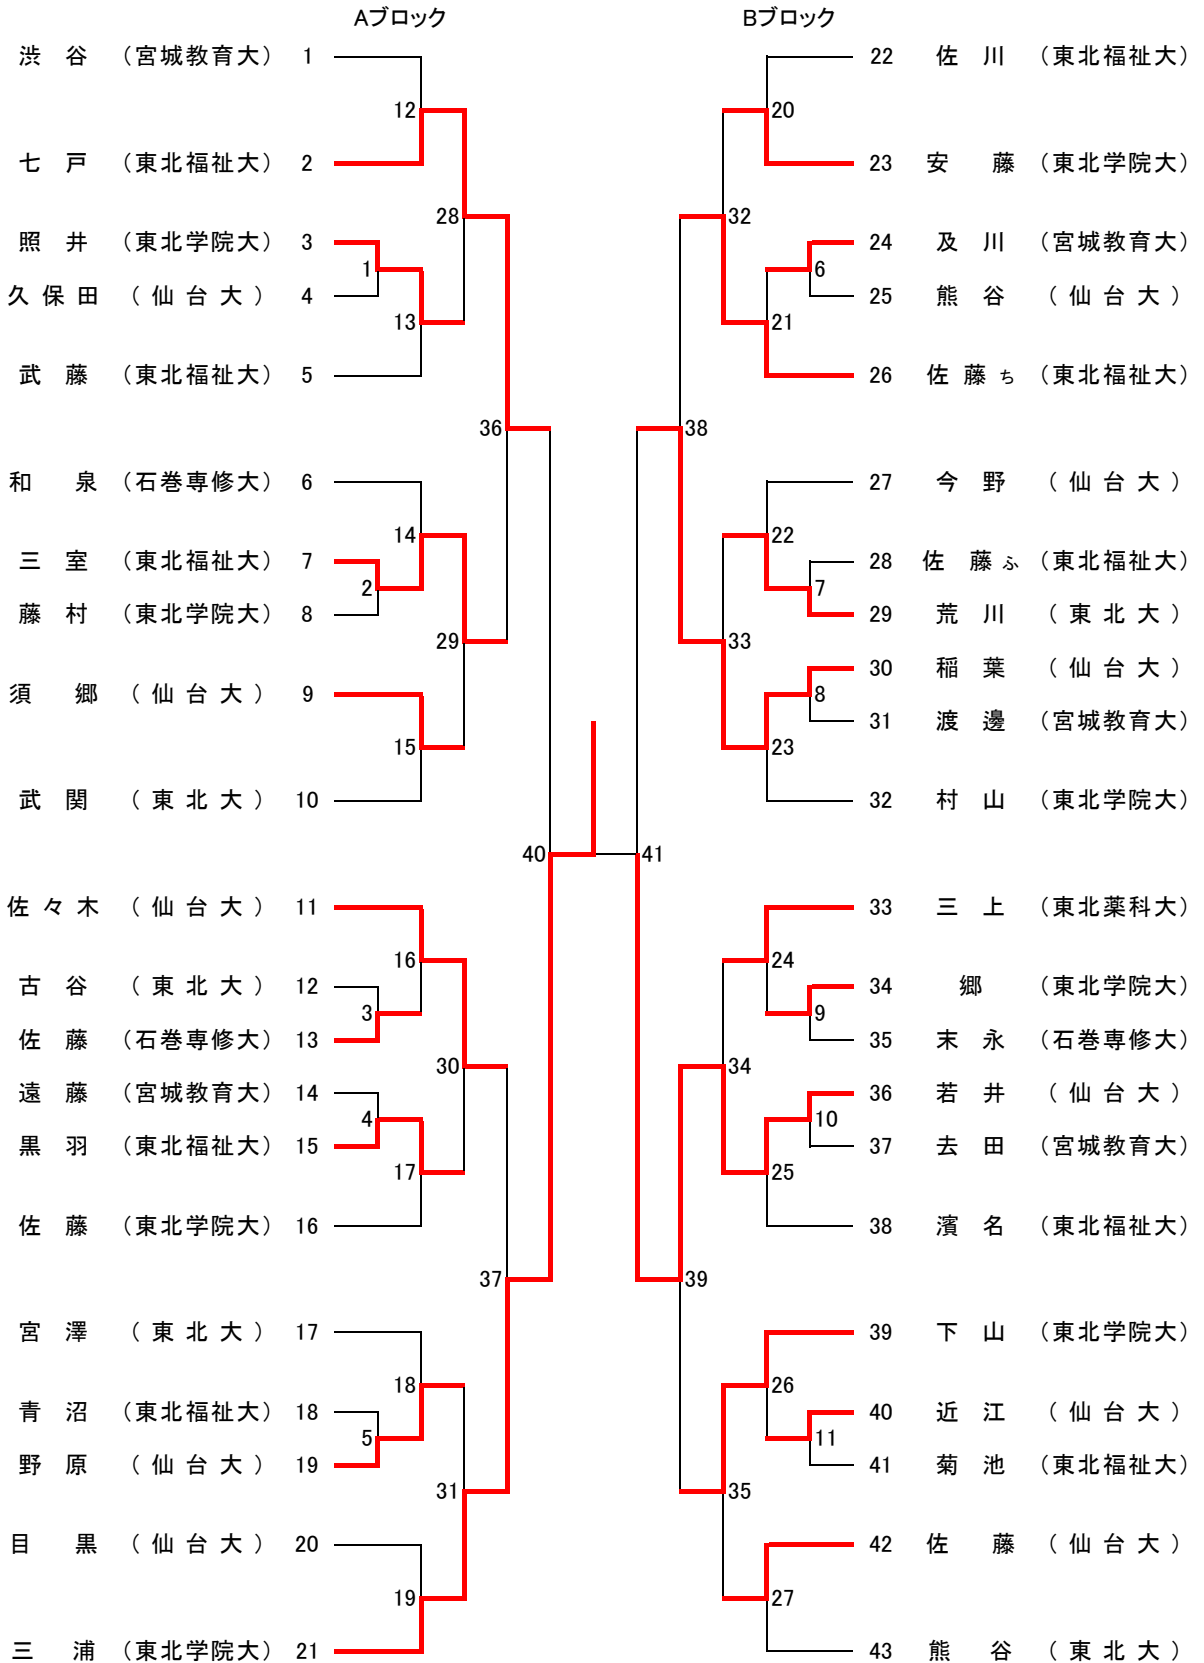 Aブロック
渋谷 (宮城教育大) 1
12
七戸 (東北福祉大) 2
28
照井 (東北学院大) 3
1
久保田 (仙台大) 4
13
武藤 (東北福祉大) 5
36
和泉 (石巻専修大) 6
14
三室 (東北福祉大) 7
2
藤村 (東北学院大) 8
29
須郷 (仙台大) 9
15
武関 (東北大) 10
40
佐々木 (仙台大) 11
16
古谷 (東北大) 12
3
佐藤 (石巻専修大) 13
30
遠藤 (宮城教育大) 14
4
黒羽 (東北福祉大) 15
17
佐藤 (東北学院大) 16
37
宮澤 (東北大) 17
18
青沼 (東北福祉大) 18
5
野原 (仙台大) 19
31
目黒 (仙台大) 20
19
三浦 (東北学院大) 21
Bブロック
22 佐川 (東北福祉大)
20
23 安藤 (東北学院大)
32
24 及川 (宮城教育大)
6
25 熊谷 (仙台大)
21
26 佐藤ち (東北福祉大)
38
27 今野 (仙台大)
22
28 佐藤ふ (東北福祉大)
7
29 荒川 (東北大)
33
30 稲葉 (仙台大)
8
31 渡邊 (宮城教育大)
23
32 村山 (東北学院大)
41
33 三上 (東北薬科大)
24
34 郷 (東北学院大)
9
35 末永 (石巻専修大)
34
36 若井 (仙台大)
10
37 去田 (宮城教育大)
25
38 濱名 (東北福祉大)
39
39 下山 (東北学院大)
26
40 近江 (仙台大)
11
41 菊池 (東北福祉大)
35
42 佐藤 (仙台大)
27
43 熊谷 (東北大)